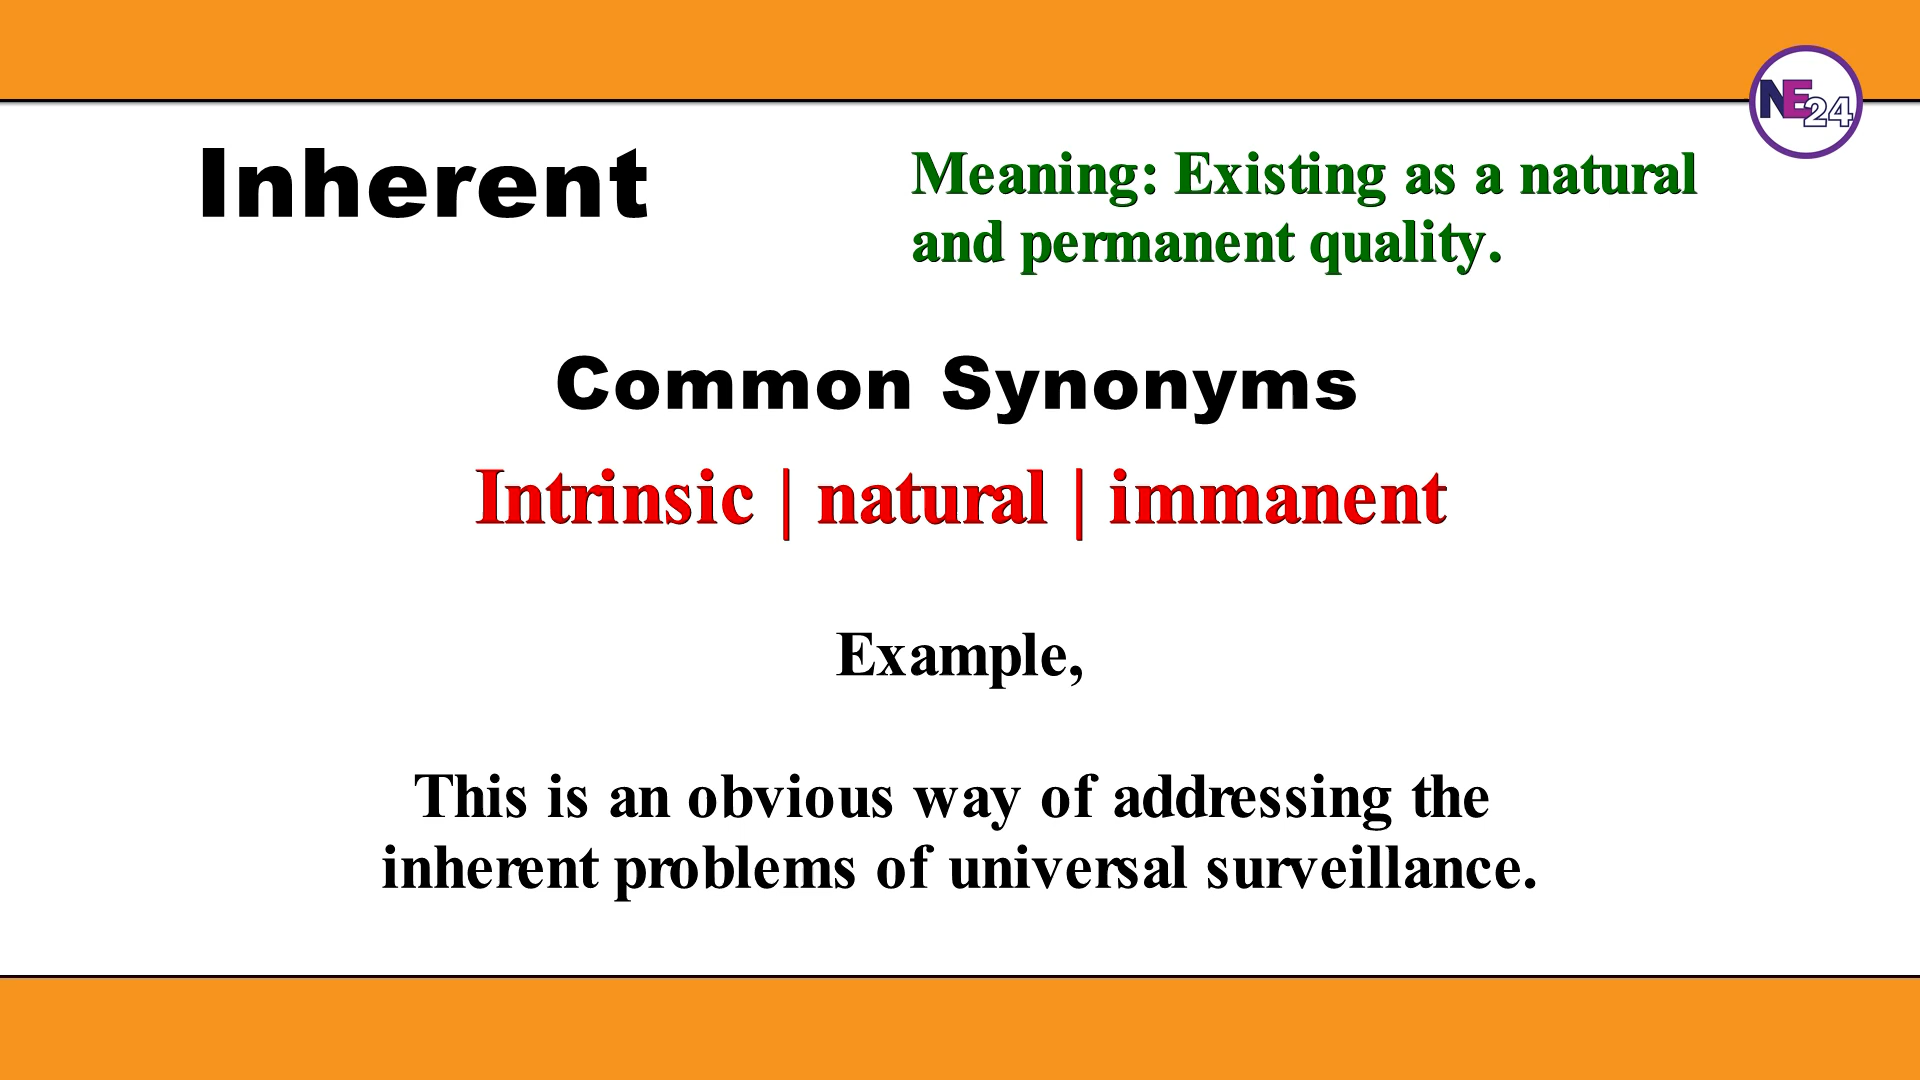 NE24
Inherent
Meaning: Existing as a natural
and permanent quality.
Common Synonyms
Intrinsic | natural | immanent
Example,
This is an obvious way of addressing the
inherent problems of universal surveillance.